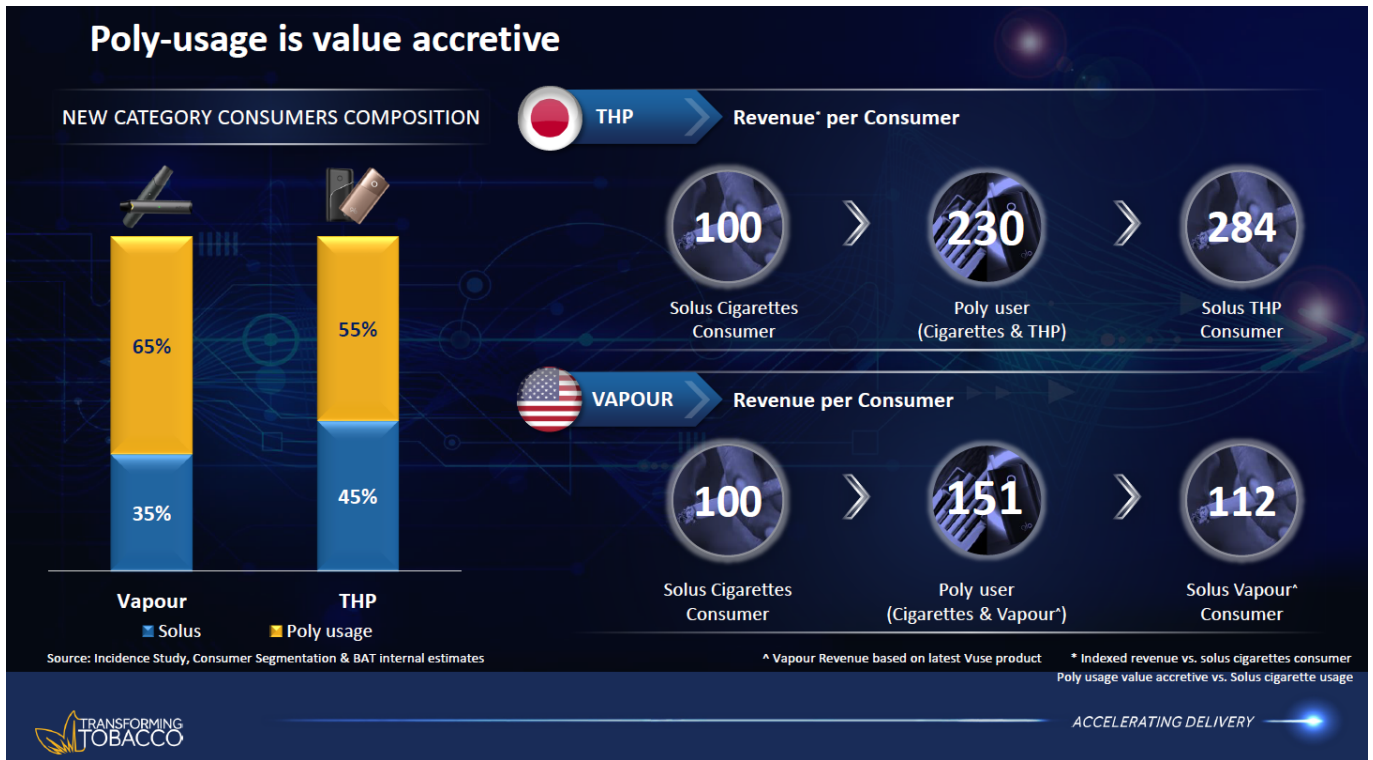 Poly-usage is value accretive
NEW CATEGORY CONSUMERS COMPOSITION
65%
35%
55%
45%
Vapour
THP
Solus
Poly usage
Source: Incidence Study, Consumer Segmentation & BAT internal estimates
THP
Revenue* per Consumer
100
230
284
Solus Cigarettes
Consumer
Poly user
(Cigarettes & THP)
Solus THP
Consumer
VAPOUR
Revenue per Consumer
100
151
112
Solus Cigarettes
Consumer
Poly user
(Cigarettes & Vapour^)
Solus Vapour^
Consumer
^ Vapour Revenue based on latest Vuse product
* Indexed revenue vs. solus cigarettes consumer
Poly usage value accretive vs. Solus cigarette usage
TRANSFORMING
TOBACCO
ACCELERATING DELIVERY